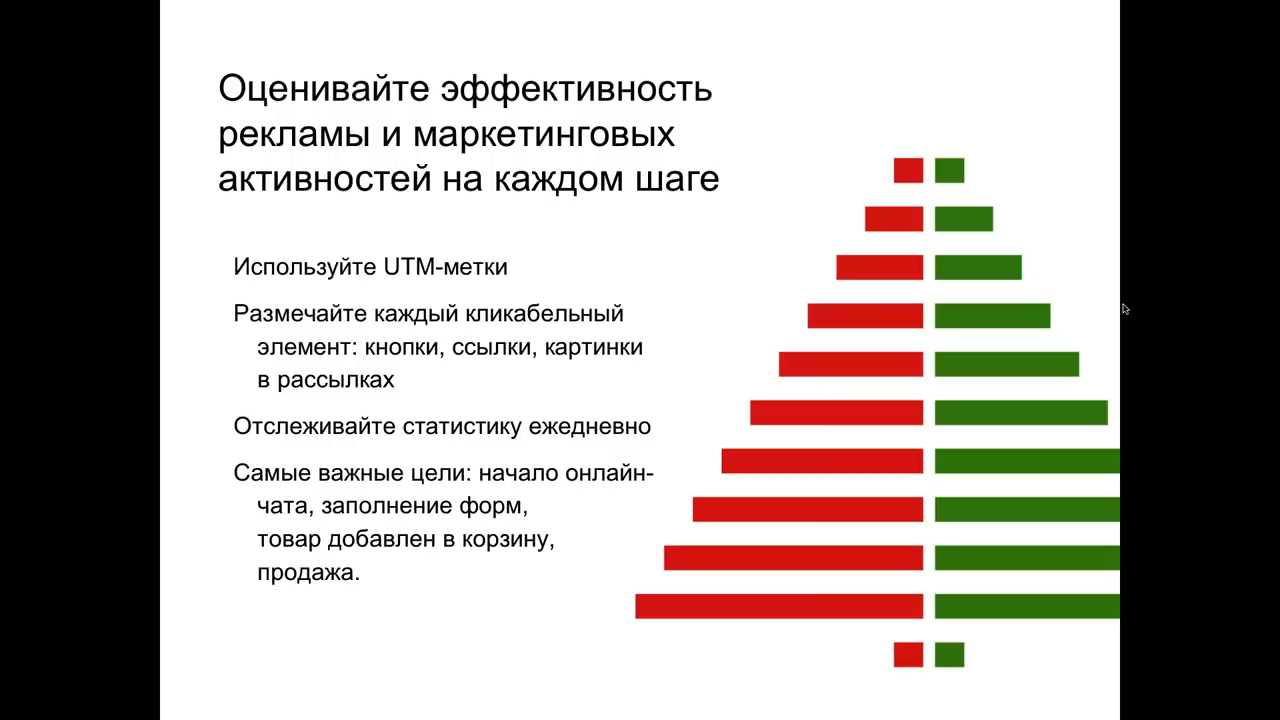 Оценивайте эффективность
рекламы и маркетинговых
активностей на каждом шаге
Используйте UTM-метки
Размечайте каждый кликабельный
элемент: кнопки, ссылки, картинки
в рассылках
Отслеживайте статистику ежедневно
Самые важные цели: начало онлайн-
чата, заполнение форм,
товар добавлен в корзину,
продажа.